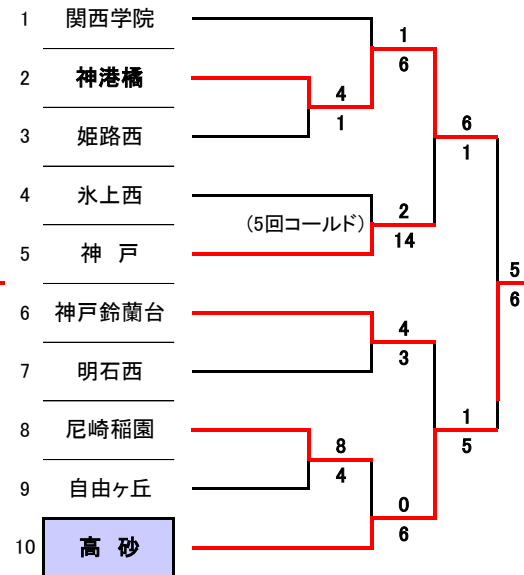 1 関西学院
2 神港橘
3 姫路西
4 氷上西
5 神 戸
6 神戸鈴蘭台
7 明石西
8 尼崎稲園
9 自由ヶ丘
10 高 砂
4
1
(5回コールド)
8
4
1
6
2
14
4
3
0
6
6
1
1
5
5
6